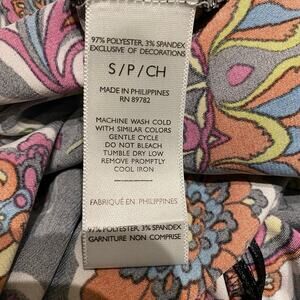 97% POLYESTER, 3% SPANDEX
EXCLUSIVE OF DECORATIONS
S/P/CH
MADE IN PHILIPPINES
RN 89782
MACHINE WASH COLD
WITH SIMILAR COLORS
GENTLE CYCLE
DO NOT BLEACH
TUMBLE DRY LOW
REMOVE PROMPTLY
COOL IRON
FABRIQUÉ EN PHILIPPINES
97% POLYESTER, 3% SPANDEX
GARNITURE NON COMPRISE